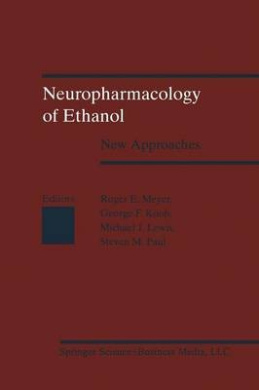 Neuropharmacology
of Ethanol
New Approaches
Editors
Roger E. Meyer
George F. Koob
Michael J. Lewis
Steven M. Paul
Springer Science+Business Media, LLC